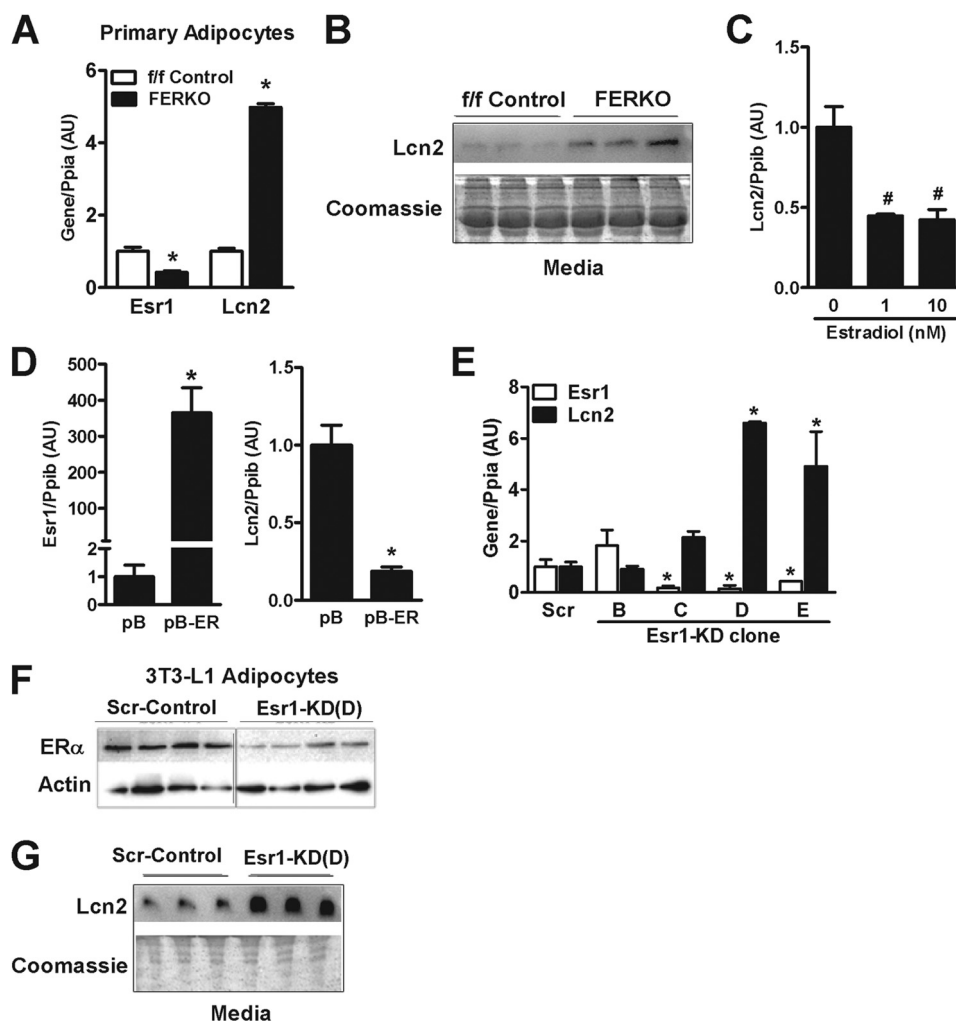 A
Primary Adipocytes
f/f Control
FERKO
Gene/Ppia (AU)
6
4
2
0
*
*
Esr1 Lcn2
B
f/f Control FERKO
Lcn2
Coomassie
Media
C
Lcn2/Ppib (AU)
1.0
0.5
0.0
# #
0 1 10
Estradiol (nM)
D
Esr1/Ppib (AU)
500
400
300
200
100
2
1
0
*
pB pB-ER
Lcn2/Ppib (AU)
1.5
1.0
0.5
0.0
*
pB pB-ER
E
Esr1
Lcn2
Gene/Ppia (AU)
8
6
4
2
0
* * * * *
Scr B C D E
Esr1-KD clone
F
3T3-L1 Adipocytes
Scr-Control Esr1-KD(D)
ERα
Actin
G
Scr-Control Esr1-KD(D)
Lcn2
Coomassie
Media